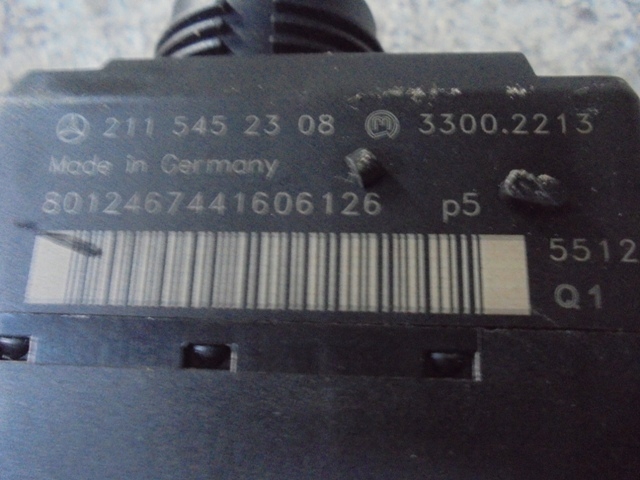 211 545 23 08 M 3300.2213
Made in Germany
8012467441606126 p5
5512
Q1